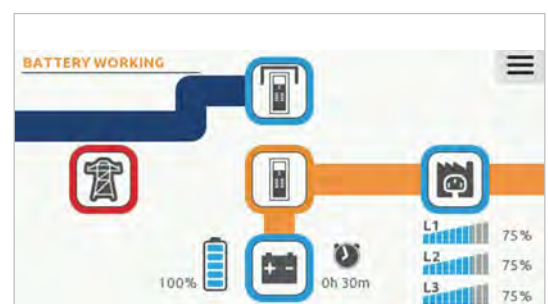 BATTERY WORKING
L1 75%
L2 75%
100% 0h 30m
L3 75%